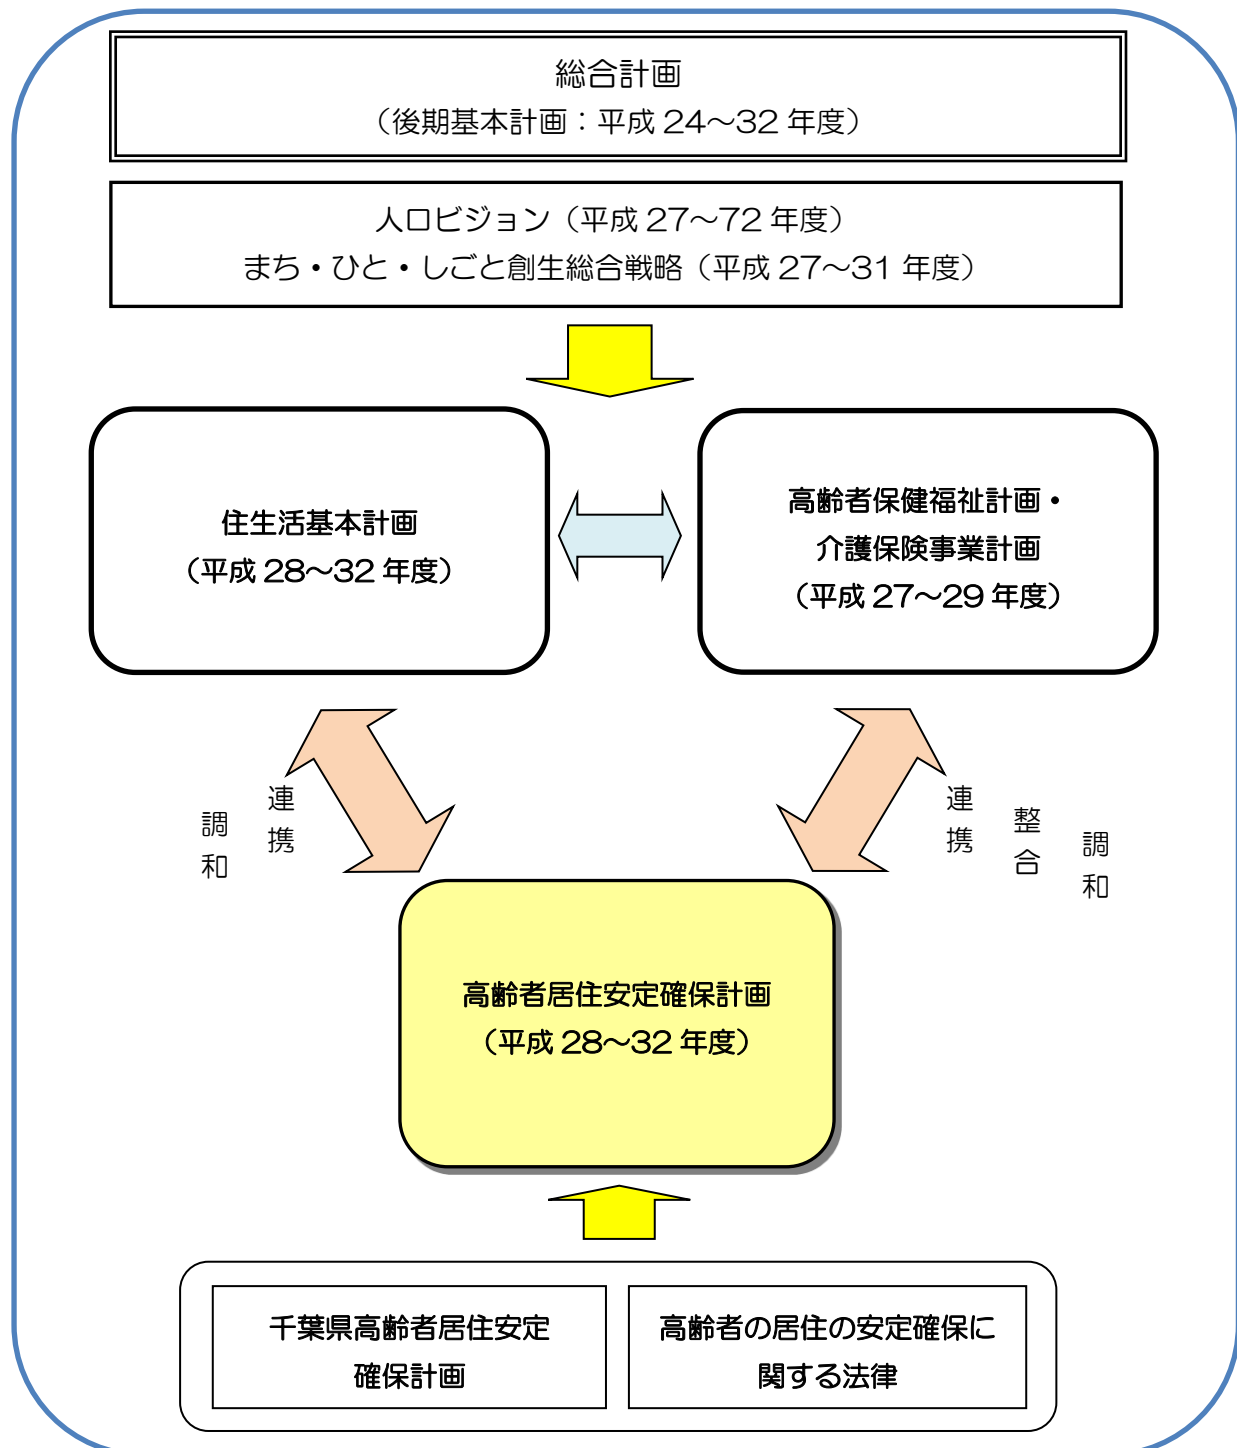 総合計画
（後期基本計画：平成 24～32 年度）
人口ビジョン（平成 27～72 年度）
まち・ひと・しごと創生総合戦略（平成 27～31 年度）
住生活基本計画
（平成 28～32 年度）
高齢者保健福祉計画・
介護保険事業計画
（平成 27～29 年度）
調和
連携
連携
整合
調和
高齢者居住安定確保計画
（平成 28～32 年度）
千葉県高齢者居住安定
確保計画
高齢者の居住の安定確保に
関する法律